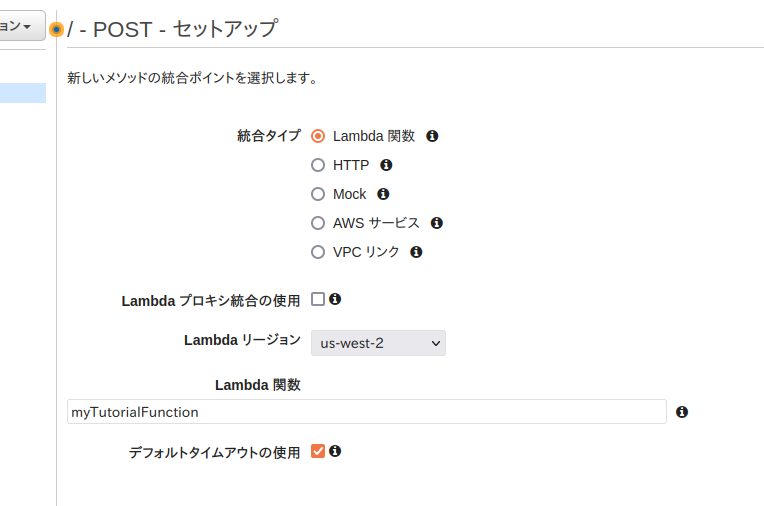 ョン
/ - POST - セットアップ
新しいメソッドの統合ポイントを選択します。
統合タイプ Lambda 関数
HTTP
Mock
AWS サービス
VPC リンク
Lambda プロキシ統合の使用
Lambda リージョン us-west-2
Lambda 関数
myTutorialFunction
デフォルトタイムアウトの使用